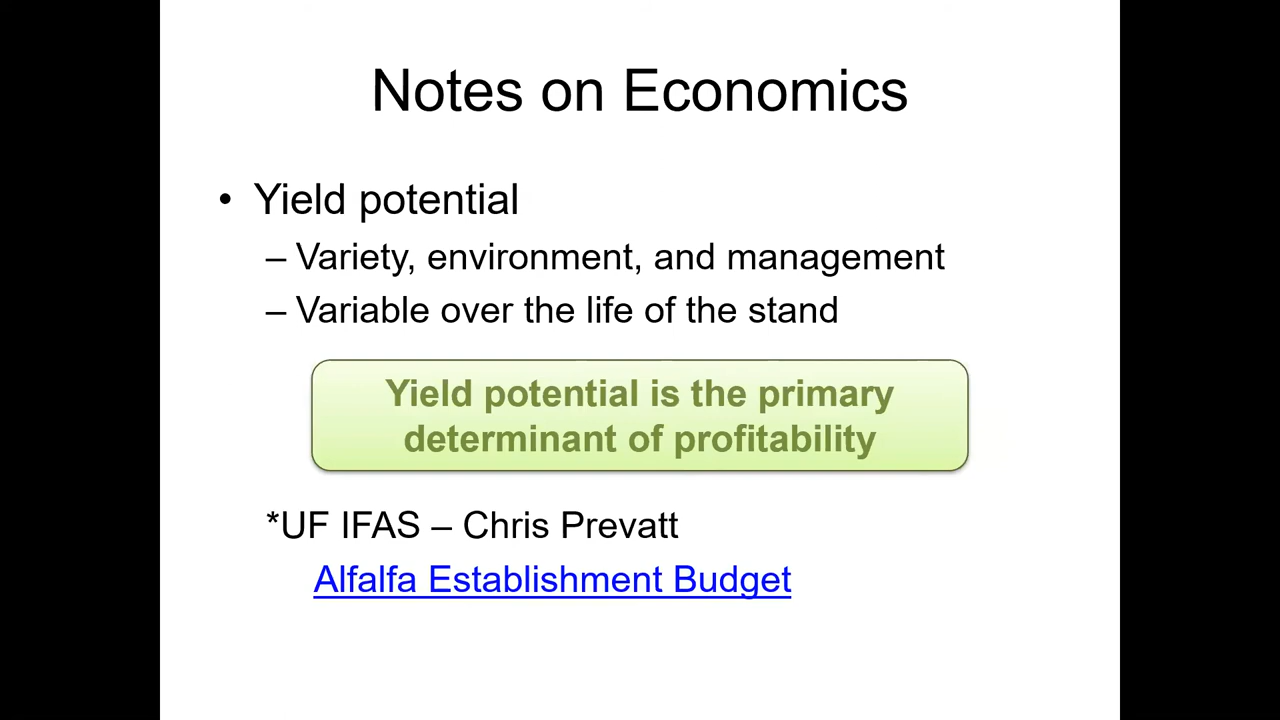 Notes on Economics
• Yield potential
– Variety, environment, and management
– Variable over the life of the stand
Yield potential is the primary
determinant of profitability
*UF IFAS – Chris Prevatt
Alfalfa Establishment Budget